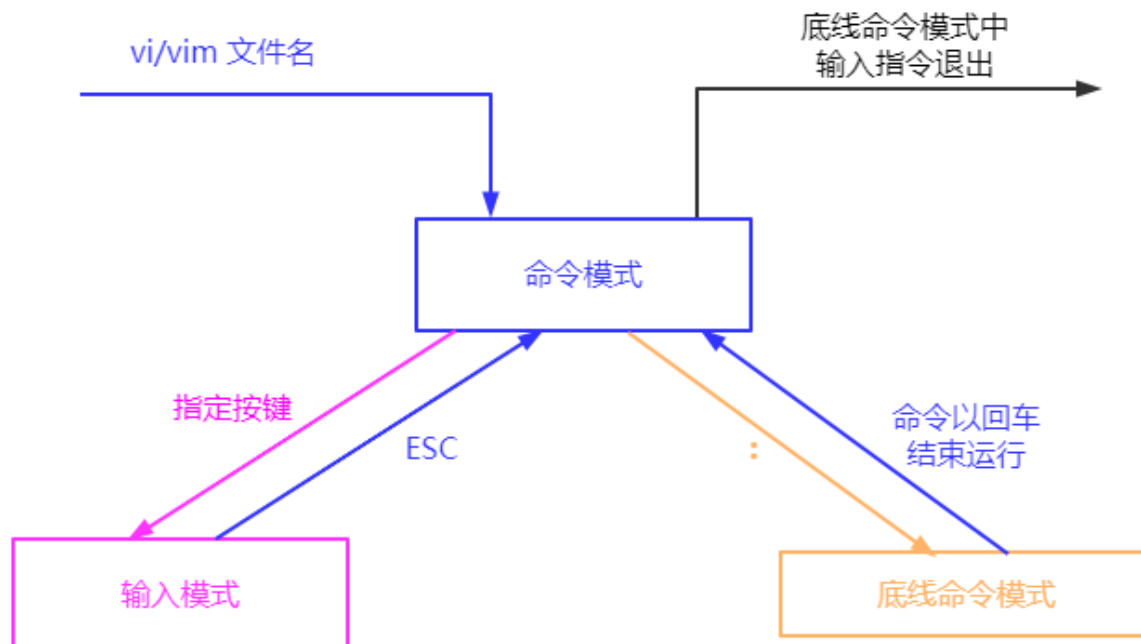 vi/vim 文件名
底线命令模式中
输入指令退出
命令模式
指定按键
ESC
:
命令以回车
结束运行
输入模式
底线命令模式